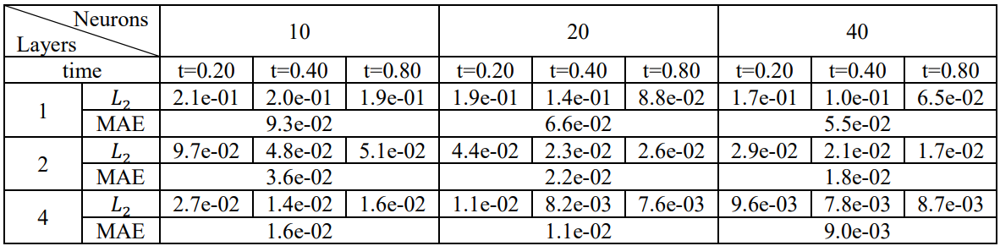 Neurons
Layers
10 20 40
time t=0.20 t=0.40 t=0.80 t=0.20 t=0.40 t=0.80 t=0.20 t=0.40 t=0.80
1 L₂ 2.1e-01 2.0e-01 1.9e-01 1.9e-01 1.4e-01 8.8e-02 1.7e-01 1.0e-01 6.5e-02
MAE 9.3e-02 6.6e-02 5.5e-02
2 L₂ 9.7e-02 4.8e-02 5.1e-02 4.4e-02 2.3e-02 2.6e-02 2.9e-02 2.1e-02 1.7e-02
MAE 3.6e-02 2.2e-02 1.8e-02
4 L₂ 2.7e-02 1.4e-02 1.6e-02 1.1e-02 8.2e-03 7.6e-03 9.6e-03 7.8e-03 8.7e-03
MAE 1.6e-02 1.1e-02 9.0e-03